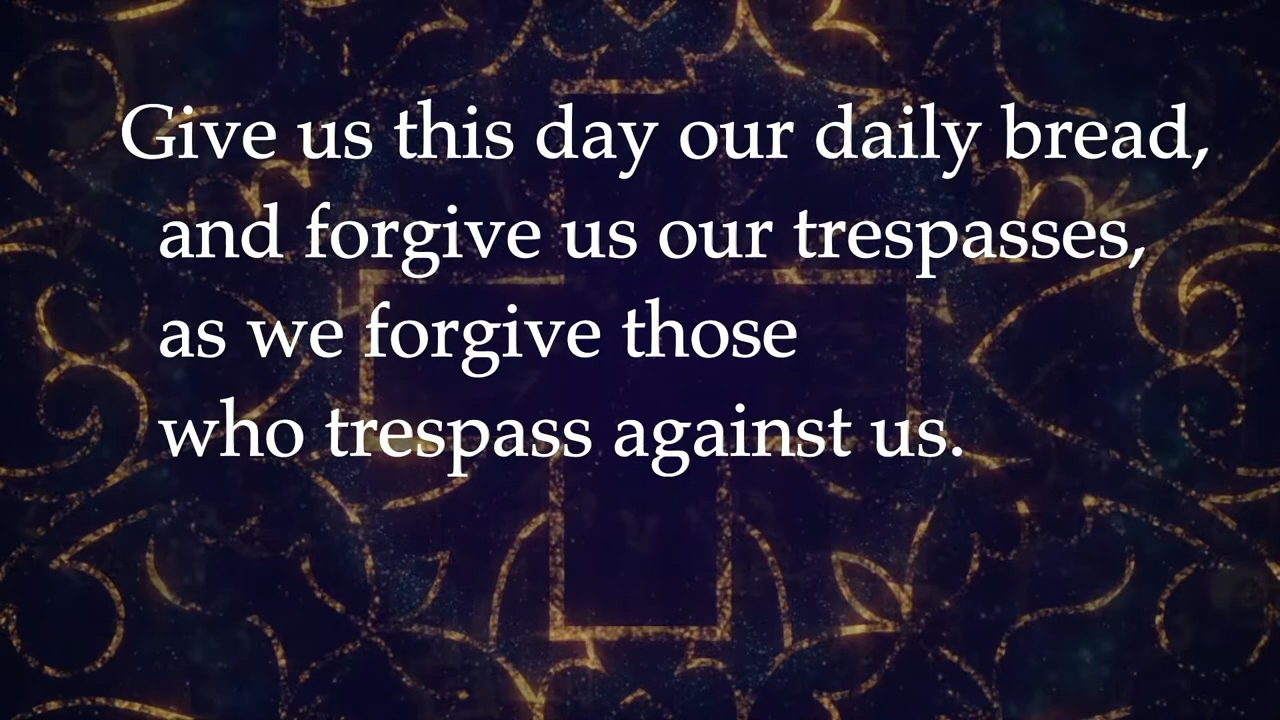 Give us this day our daily bread,
and forgive us our trespasses,
as we forgive those
who trespass against us.